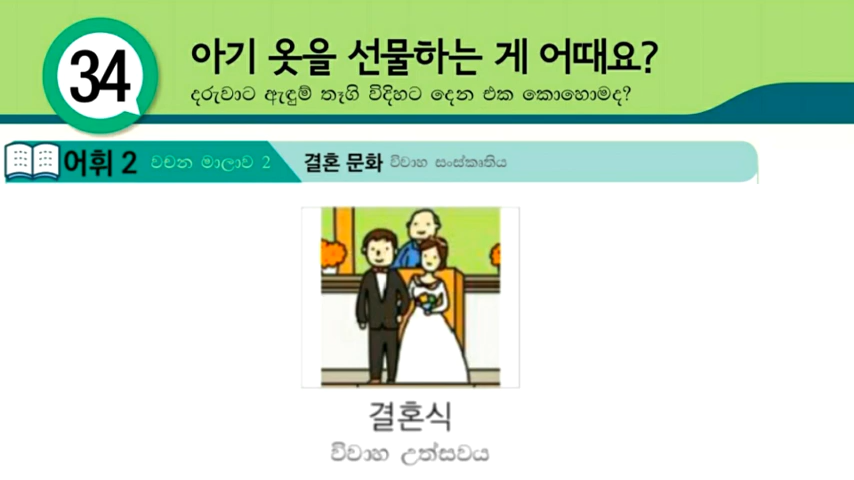 34
아기 옷을 선물하는 게 어때요?
දරුවාට ඇඳුම් තෑගි විදිහට දෙන එක කොහොමද?
어휘 2 වචන මාලාව 2 결혼 문화 විවාහ සංස්කෘතිය
결혼식
විවාහ උත්සවය